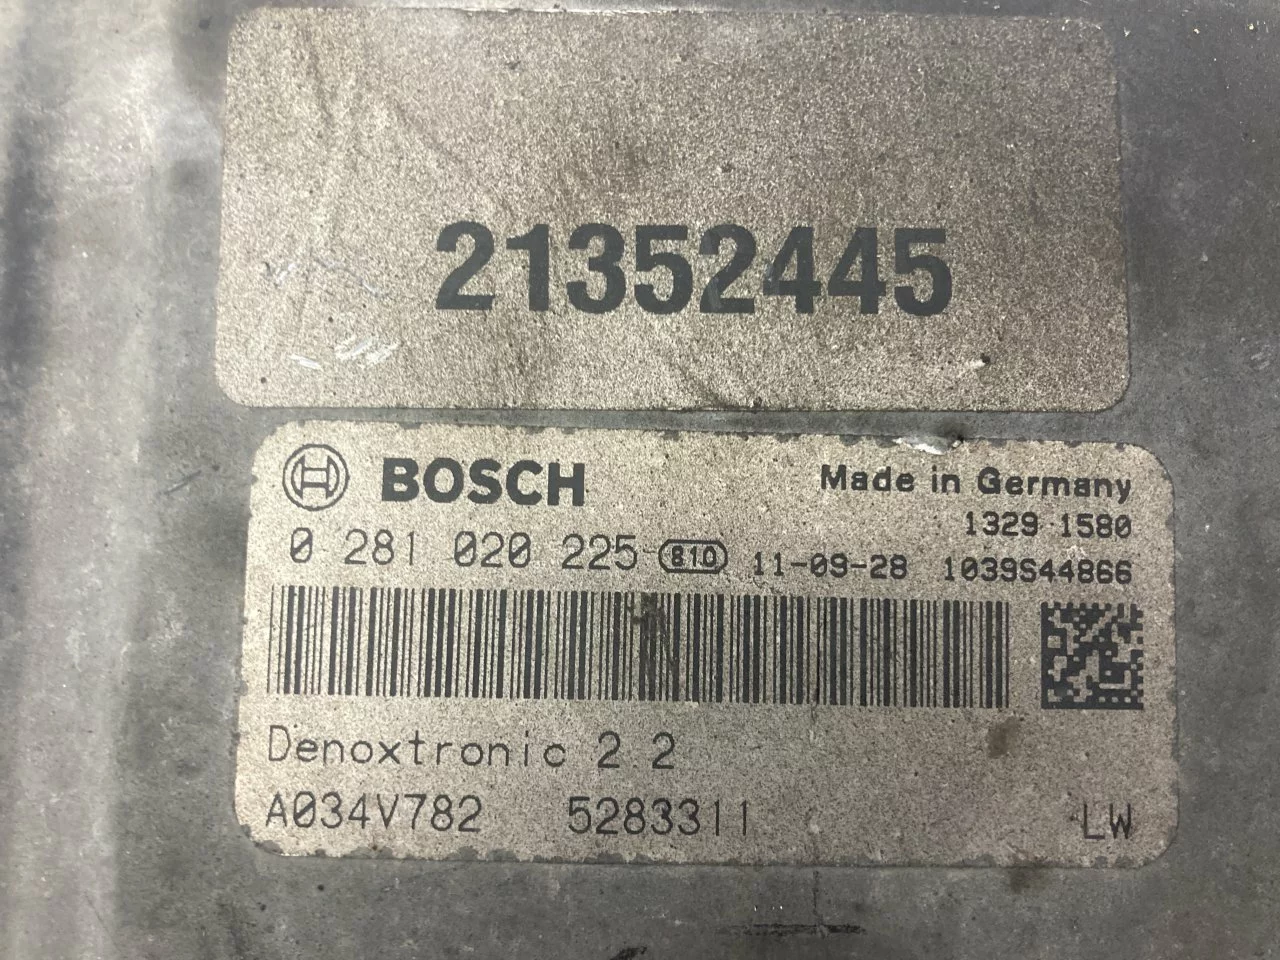 21352445
BOSCH Made in Germany
1329 1580
0 281 020 225 810 11-09-28 1039S44866
Denoxtronic 2.2
A034V782 5283311 LW